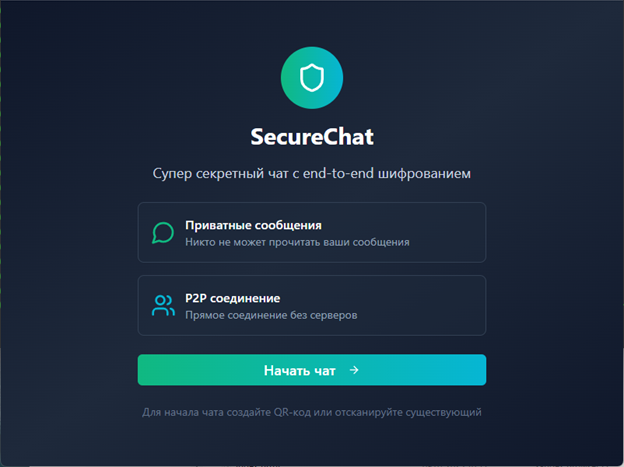 SecureChat
Супер секретный чат с end-to-end шифрованием
Приватные сообщения
Никто не может прочитать ваши сообщения
P2P соединение
Прямое соединение без серверов
Начать чат →
Для начала чата создайте QR-код или отсканируйте существующий